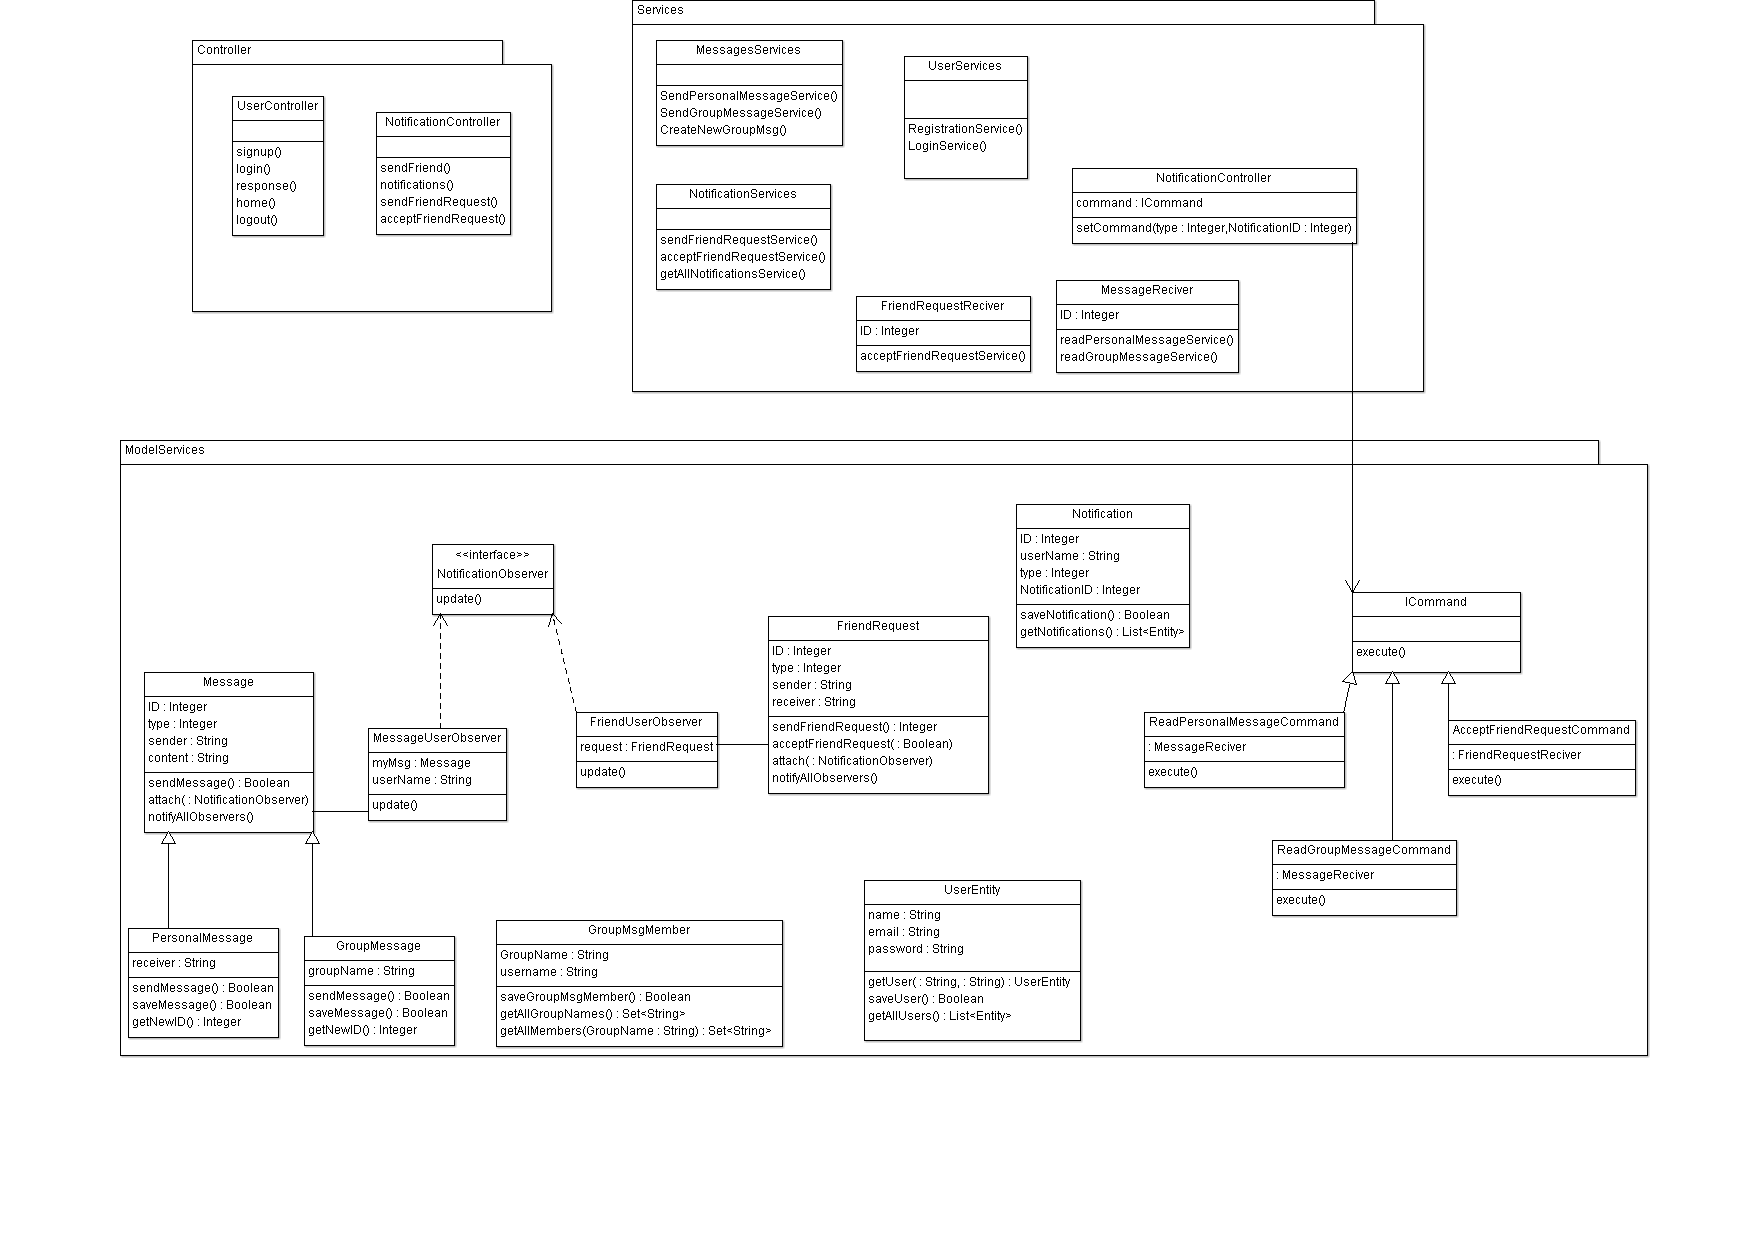 Controller
UserController
signup()
login()
response()
home()
logout()
NotificationController
sendFriend()
notifications()
sendFriendRequest()
acceptFriendRequest()
Services
MessagesServices
SendPersonalMessageService()
SendGroupMessageService()
CreateNewGroupMsg()
UserServices
RegistrationService()
LoginService()
NotificationController
command : ICommand
setCommand(type : Integer,NotificationID : Integer)
NotificationServices
sendFriendRequestService()
acceptFriendRequestService()
getAllNotificationsService()
FriendRequestReciver
ID : Integer
acceptFriendRequestService()
MessageReciver
ID : Integer
readPersonalMessageService()
readGroupMessageService()
ModelServices
<<interface>>
NotificationObserver
update()
Notification
ID : Integer
userName : String
type : Integer
NotificationID : Integer
saveNotification() : Boolean
getNotifications() : List<Entity>
ICommand
execute()
FriendRequest
ID : Integer
type : Integer
sender : String
receiver : String
sendFriendRequest() : Integer
acceptFriendRequest( : Boolean)
attach( : NotificationObserver)
notifyAllObservers()
Message
ID : Integer
type : Integer
sender : String
content : String
sendMessage() : Boolean
attach( : NotificationObserver)
notifyAllObservers()
MessageUserObserver
myMsg : Message
userName : String
update()
FriendUserObserver
request : FriendRequest
update()
ReadPersonalMessageCommand
: MessageReciver
execute()
AcceptFriendRequestCommand
: FriendRequestReciver
execute()
ReadGroupMessageCommand
: MessageReciver
execute()
PersonalMessage
receiver : String
sendMessage() : Boolean
saveMessage() : Boolean
getNewID() : Integer
GroupMessage
groupName : String
sendMessage() : Boolean
saveMessage() : Boolean
getNewID() : Integer
GroupMsgMember
GroupName : String
username : String
saveGroupMsgMember() : Boolean
getAllGroupNames() : Set<String>
getAllMembers(GroupName : String) : Set<String>
UserEntity
name : String
email : String
password : String
getUser( : String, : String) : UserEntity
saveUser() : Boolean
getAllUsers() : List<Entity>